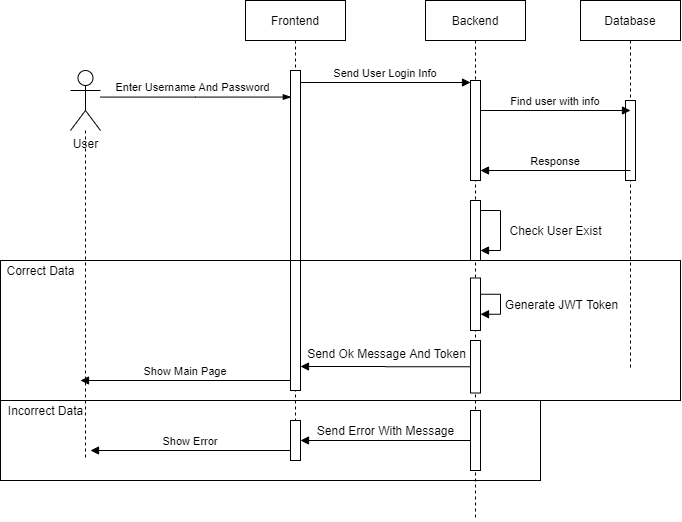 Frontend
Backend
Database
Send User Login Info
Enter Username And Password
Find user with info
User
Response
Check User Exist
Correct Data
Generate JWT Token
Send Ok Message And Token
Show Main Page
Incorrect Data
Send Error With Message
Show Error